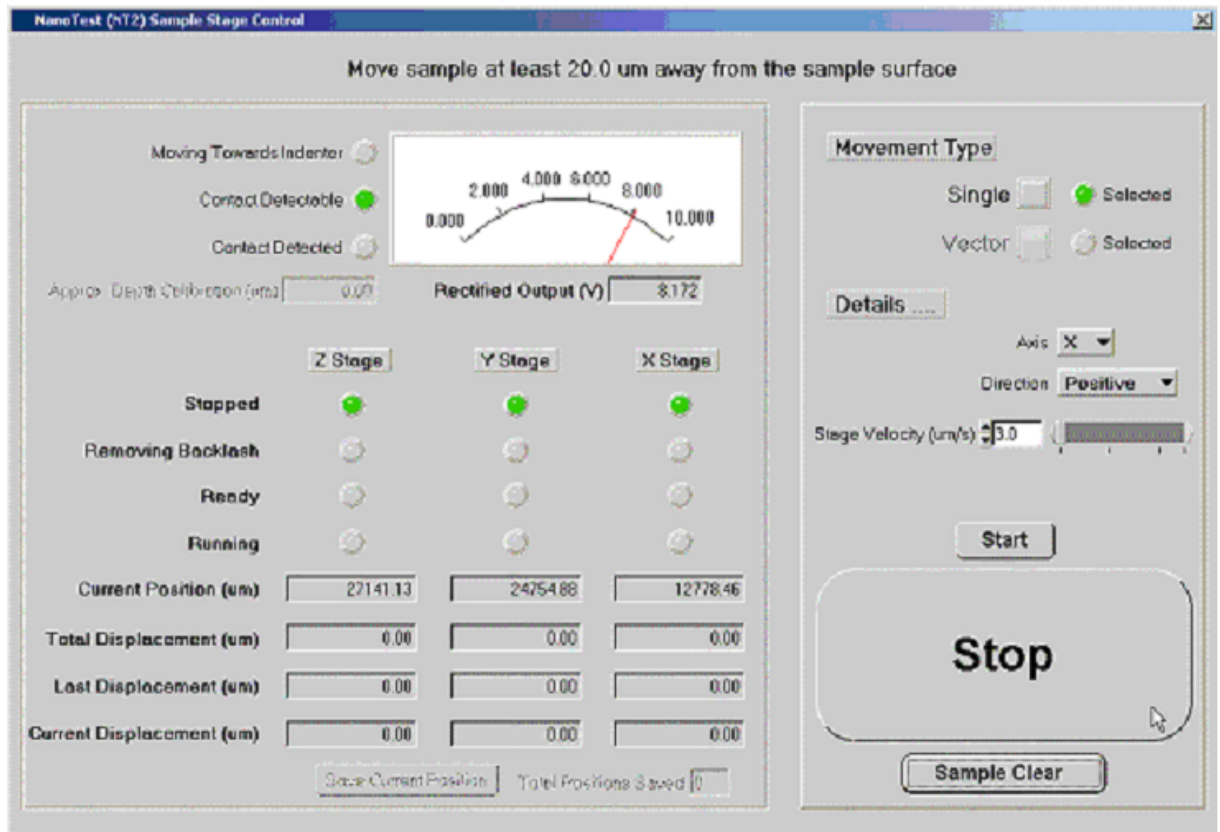 NanoTest (NT2) Sample Stage Control
Move sample at least 20.0 um away from the sample surface
Moving Towards Indenter
Contact Detectable
Contact Detected
0.000 2.000 4.000 6.000 8.000 10.000
Approx. Depth Calibration (nm) 0.00
Rectified Output (V) 8.172
Z Stage Y Stage X Stage
Stopped
Removing Backlash
Ready
Running
Current Position (um) 27141.13 24754.88 12778.46
Total Displacement (um) 0.00 0.00 0.00
Last Displacement (um) 0.00 0.00 0.00
Current Displacement (um) 0.00 0.00 0.00
Save Current Position Total Positions Saved 0
Movement Type
Single Selected
Vector Selected
Details ....
Axis X
Direction Positive
Stage Velocity (um/s) 3.0
Start
Stop
Sample Clear